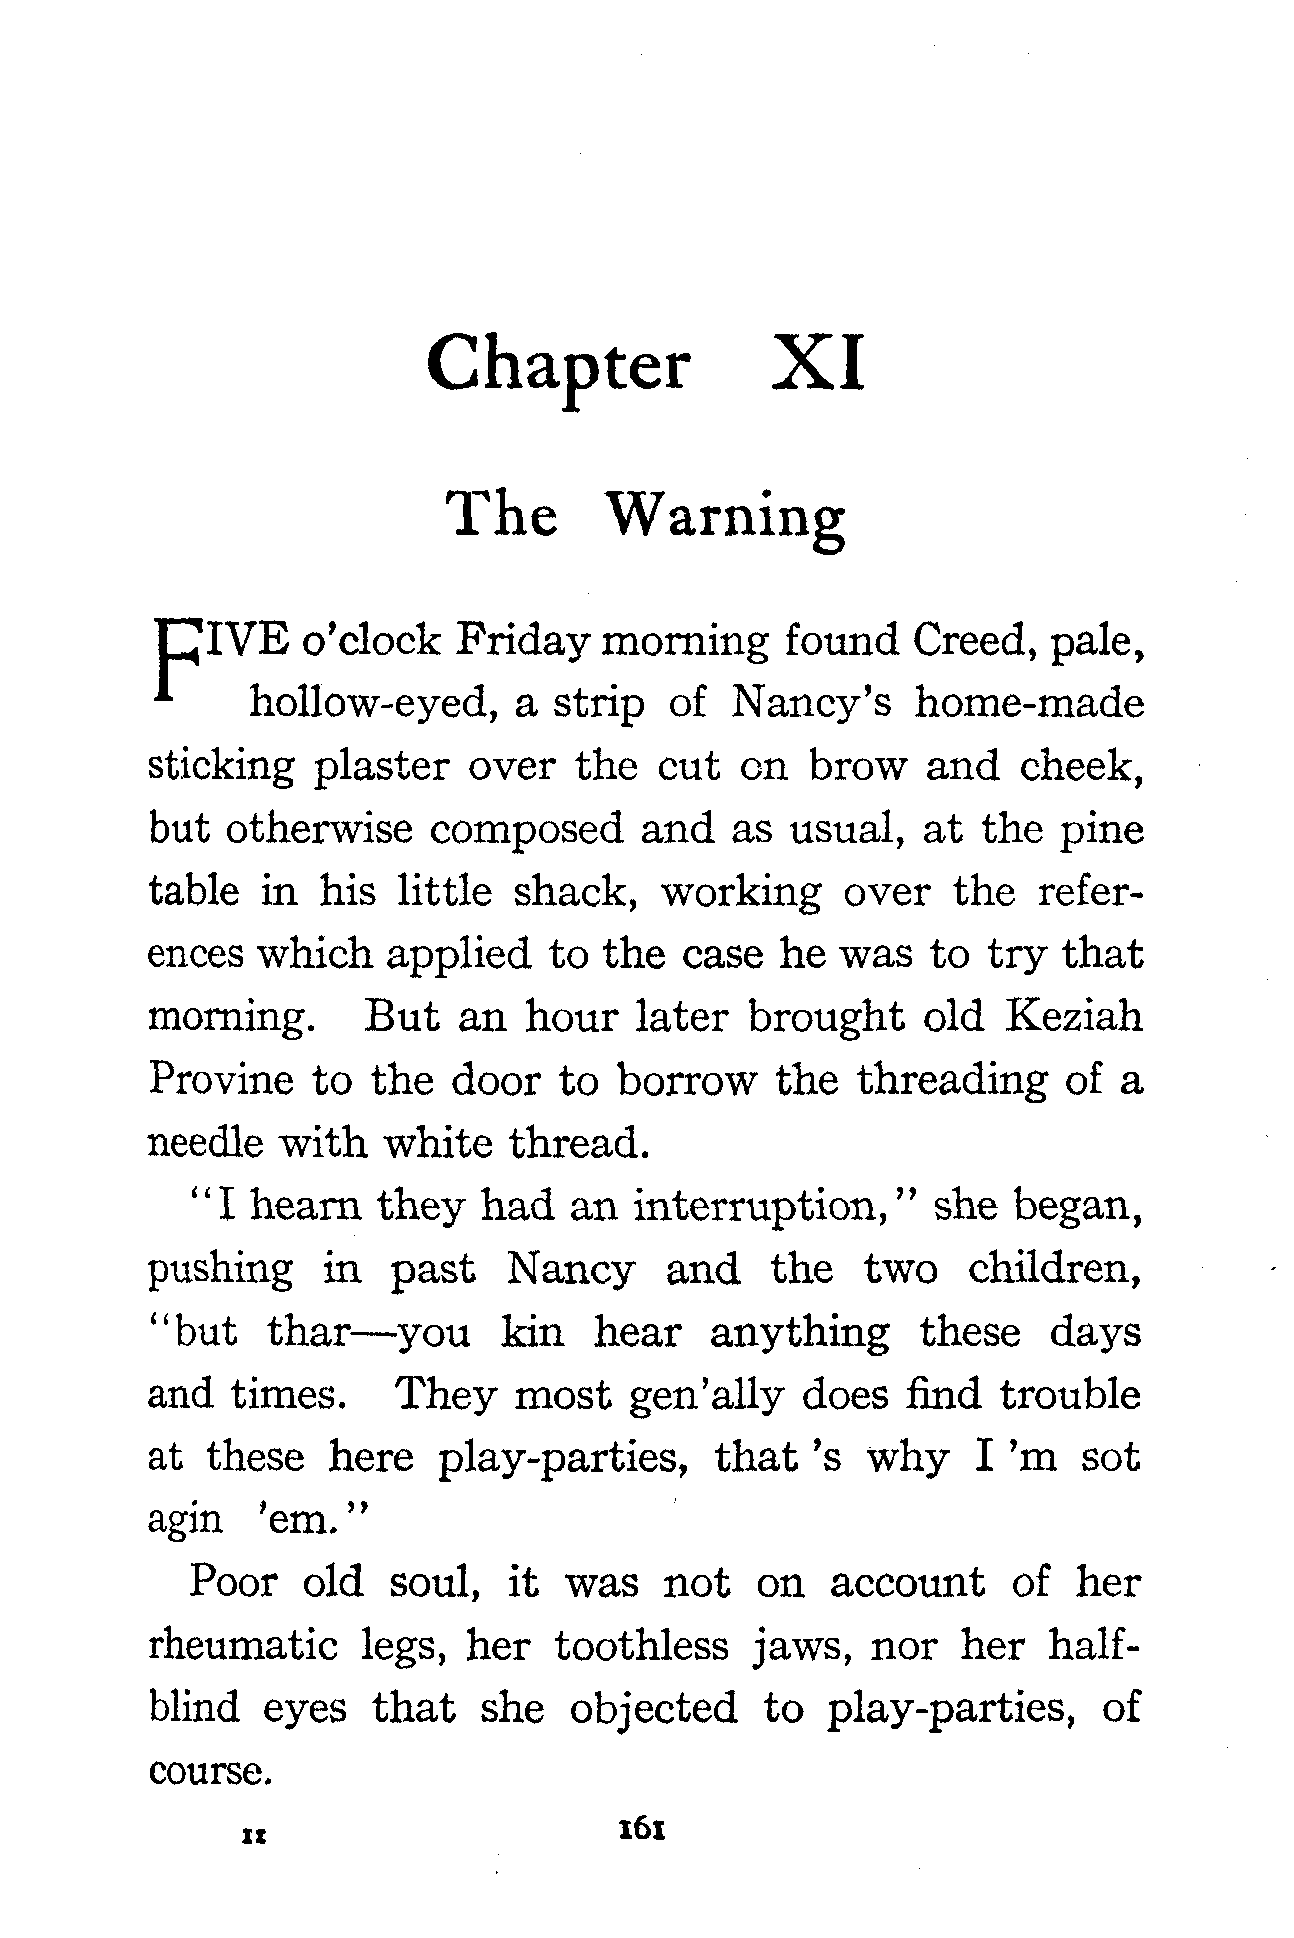 Chapter XI
The Warning
FIVE o'clock Friday morning found Creed, pale,
hollow-eyed, a strip of Nancy's home-made
sticking plaster over the cut on brow and cheek,
but otherwise composed and as usual, at the pine
table in his little shack, working over the refer-
ences which applied to the case he was to try that
morning. But an hour later brought old Keziah
Provine to the door to borrow the threading of a
needle with white thread.
"I hearn they had an interruption," she began,
pushing in past Nancy and the two children,
"but thar—you kin hear anything these days
and times. They most gen'ally does find trouble
at these here play-parties, that 's why I 'm sot
agin 'em."
Poor old soul, it was not on account of her
rheumatic legs, her toothless jaws, nor her half-
blind eyes that she objected to play-parties, of
course.
11 161